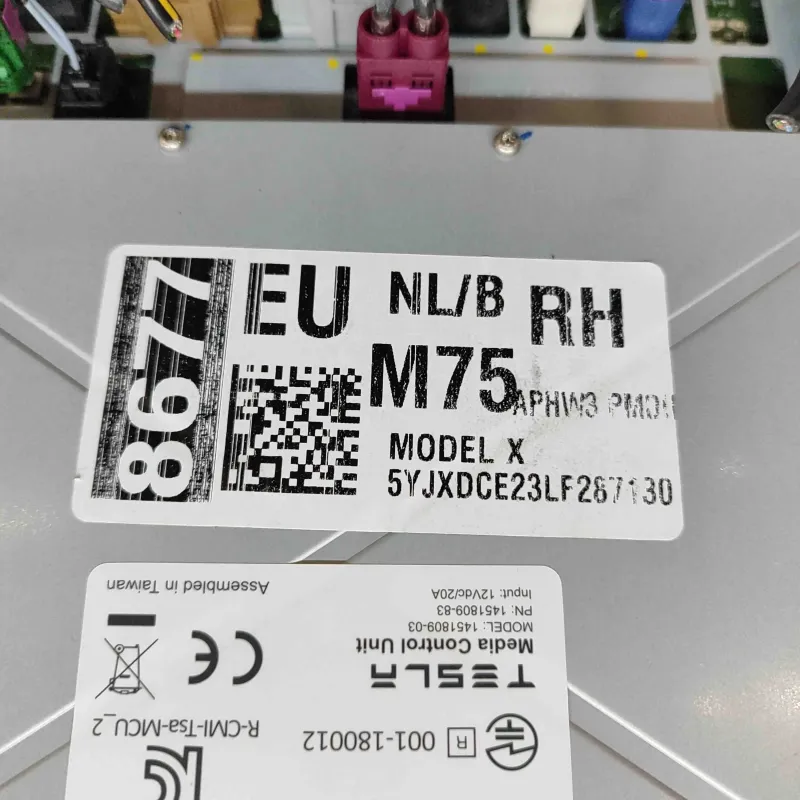 8677
EU NL/B RH
M75 APHW3
MODEL X
5YJXDCE23LF287130
Assembled in Taiwan
TESLA
Media Control Unit
MODEL: 1451809-03
PN: 1451809-83
Input: 12Vdc/20A
CE
R 001-180012
R-CMI-Tsa-MCU_2